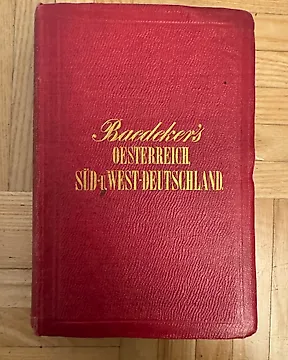 Baedeker's
OESTERREICH,
SÜD-u. WEST-DEUTSCHLAND.